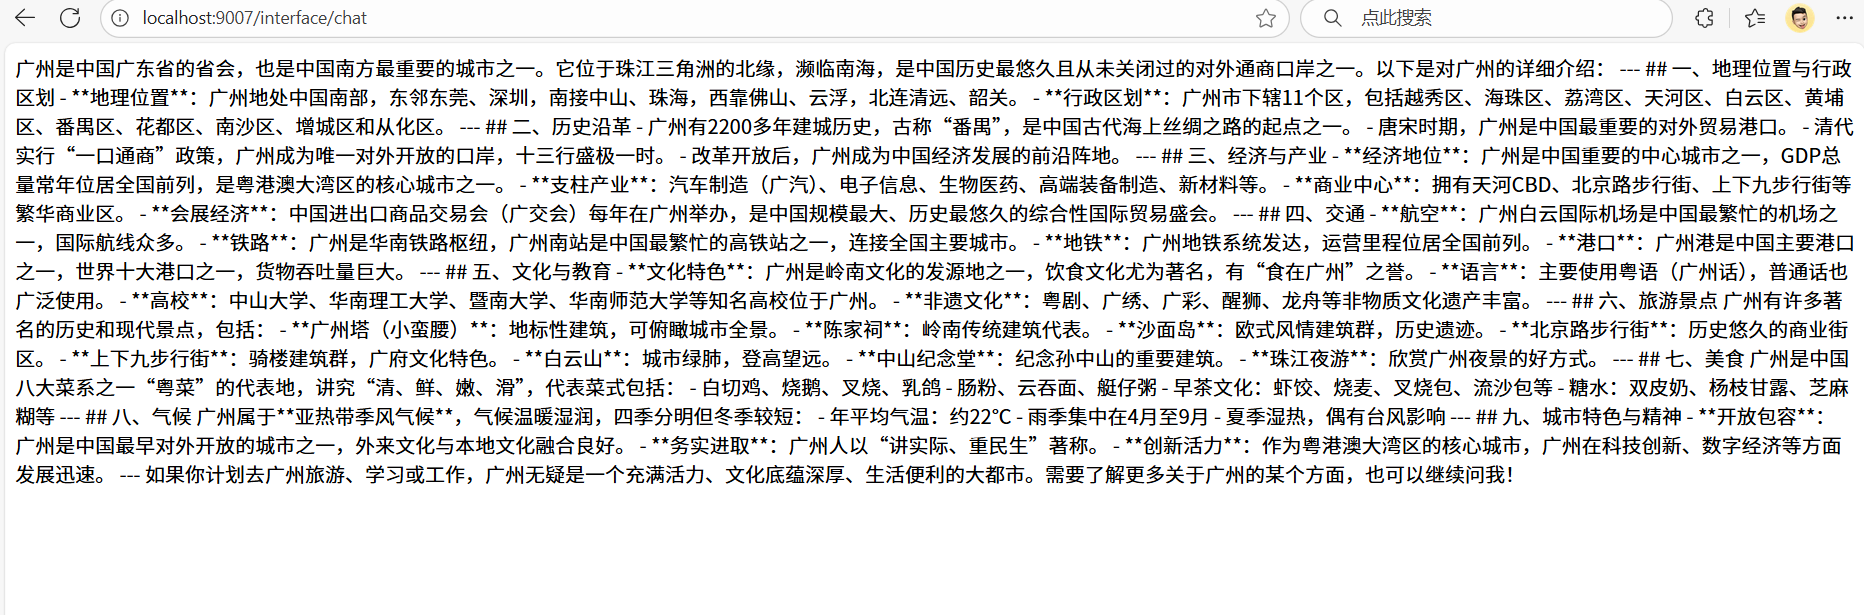 localhost:9007/interface/chat
点此搜索
广州是中国广东省的省会，也是中国南方最重要的城市之一。它位于珠江三角洲的北缘，濒临南海，是中国历史最悠久且从未关闭过的对外通商口岸之一。以下是对广州的详细介绍： --- ## 一、地理位置与行政
区划 - **地理位置**：广州地处中国南部，东邻东莞、深圳，南接中山、珠海，西靠佛山、云浮，北连清远、韶关。 - **行政区划**：广州市下辖11个区，包括越秀区、海珠区、荔湾区、天河区、白云区、黄埔
区、番禺区、花都区、南沙区、增城区和从化区。 --- ## 二、历史沿革 - 广州有2200多年建城历史，古称“番禺”，是中国古代海上丝绸之路的起点之一。 - 唐宋时期，广州是中国最重要的对外贸易港口。 - 清代
实行“一口通商”政策，广州成为唯一对外开放的口岸，十三行盛极一时。 - 改革开放后，广州成为中国经济发展的前沿阵地。 --- ## 三、经济与产业 - **经济地位**：广州是中国重要的中心城市之一，GDP总
量常年位居全国前列，是粤港澳大湾区的核心城市之一。 - **支柱产业**：汽车制造（广汽）、电子信息、生物医药、高端装备制造、新材料等。 - **商业中心**：拥有天河CBD、北京路步行街、上下九步行街等
繁华商业区。 - **会展经济**：中国进出口商品交易会（广交会）每年在广州举办，是中国规模最大、历史最悠久的综合性国际贸易盛会。 --- ## 四、交通 - **航空**：广州白云国际机场是中国最繁忙的机场之
一，国际航线众多。 - **铁路**：广州是华南铁路枢纽，广州南站是中国最繁忙的高铁站之一，连接全国主要城市。 - **地铁**：广州地铁系统发达，运营里程位居全国前列。 - **港口**：广州港是中国主要港口
之一，世界十大港口之一，货物吞吐量巨大。 --- ## 五、文化与教育 - **文化特色**：广州是岭南文化的发源地之一，饮食文化尤为著名，有“食在广州”之誉。 - **语言**：主要使用粤语（广州话），普通话也
广泛使用。 - **高校**：中山大学、华南理工大学、暨南大学、华南师范大学等知名高校位于广州。 - **非遗文化**：粤剧、广绣、广彩、醒狮、龙舟等非物质文化遗产丰富。 --- ## 六、旅游景点 广州有许多著
名的历史和现代景点，包括： - **广州塔（小蛮腰）**：地标性建筑，可俯瞰城市全景。 - **陈家祠**：岭南传统建筑代表。 - **沙面岛**：欧式风情建筑群，历史遗迹。 - **北京路步行街**：历史悠久的商业街
区。 - **上下九步行街**：骑楼建筑群，广府文化特色。 - **白云山**：城市绿肺，登高望远。 - **中山纪念堂**：纪念孙中山的重要建筑。 - **珠江夜游**：欣赏广州夜景的好方式。 --- ## 七、美食 广州是中国
八大菜系之一“粤菜”的代表地，讲究“清、鲜、嫩、滑”，代表菜式包括： - 白切鸡、烧鹅、叉烧、乳鸽 - 肠粉、云吞面、艇仔粥 - 早茶文化：虾饺、烧麦、叉烧包、流沙包等 - 糖水：双皮奶、杨枝甘露、芝麻
糊等 --- ## 八、气候 广州属于**亚热带季风气候**，气候温暖湿润，四季分明但冬季较短： - 年平均气温：约22℃ - 雨季集中在4月至9月 - 夏季湿热，偶有台风影响 --- ## 九、城市特色与精神 - **开放包容**：
广州是中国最早对外开放的城市之一，外来文化与本地文化融合良好。 - **务实进取**：广州人以“讲实际、重民生”著称。 - **创新活力**：作为粤港澳大湾区的核心城市，广州在科技创新、数字经济等方面
发展迅速。 --- 如果你计划去广州旅游、学习或工作，广州无疑是一个充满活力、文化底蕴深厚、生活便利的大都市。需要了解更多关于广州的某个方面，也可以继续问我！